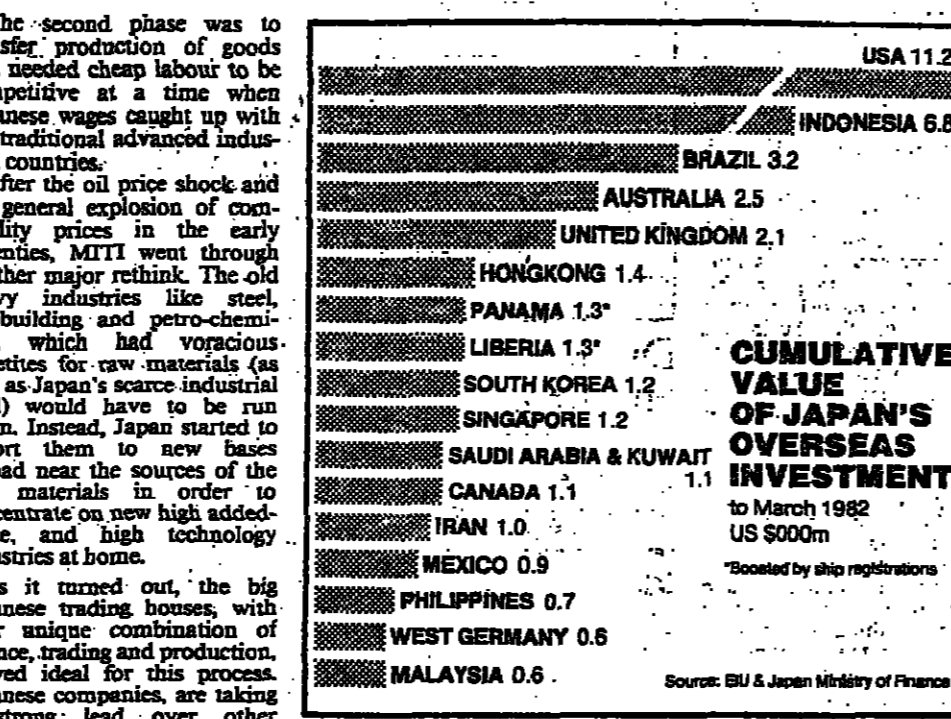 he second phase was to
sfer production of goods
needed cheap labour to be
petitive at a time when
anese wages caught up with
traditional advanced indus-
countries.
fter the oil price shock and
general explosion of com-
lity prices in the early
enties, MITI went through
ther major rethink. The old
vy industries like steel,
building and petro-chemi-
which had voracious
etites for raw materials (as
as Japan's scarce industrial
) would have to be run
n. Instead, Japan started to
ort them to new bases
ad near the sources of the
materials in order to
centrate on new high added-
e, and high technology
stries at home.
s it turned out, the big
anese trading houses, with
r unique combination of
nce, trading and production,
ved ideal for this process.
anese companies, are taking
strong lead over other
USA 11.2
INDONESIA 6.8
BRAZIL 3.2
AUSTRALIA 2.5
UNITED KINGDOM 2.1
HONGKONG 1.4
PANAMA 1.3*
LIBERIA 1.3*
SOUTH KOREA 1.2
SINGAPORE 1.2
SAUDI ARABIA & KUWAIT
1.1
CANADA 1.1
IRAN 1.0
MEXICO 0.9
PHILIPPINES 0.7
WEST GERMANY 0.6
MALAYSIA 0.6
CUMULATIVE
VALUE
OF JAPAN'S
OVERSEAS
INVESTMENT
to March 1982
US $000m
*Boosted by ship registrations
Source: EIU & Japan Ministry of Finance